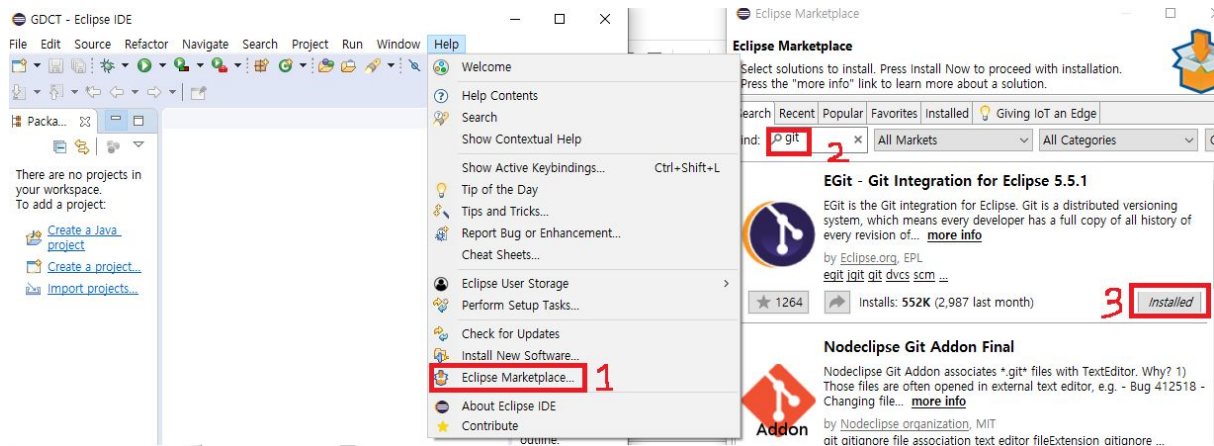 GDCT - Eclipse IDE
File Edit Source Refactor Navigate Search Project Run Window Help
Packa...
There are no projects in
your workspace.
To add a project:
Create a Java
project
Create a project...
Import projects...
Welcome
Help Contents
Search
Show Contextual Help
Show Active Keybindings... Ctrl+Shift+L
Tip of the Day
Tips and Tricks...
Report Bug or Enhancement...
Cheat Sheets...
Eclipse User Storage
Perform Setup Tasks...
Check for Updates
Install New Software...
Eclipse Marketplace... 1
About Eclipse IDE
Contribute
outline.
Eclipse Marketplace
Eclipse Marketplace
Select solutions to install. Press Install Now to proceed with installation.
Press the "more info" link to learn more about a solution.
earch Recent Popular Favorites Installed Giving IoT an Edge
ind: git 2 All Markets All Categories
EGit - Git Integration for Eclipse 5.5.1
EGit is the Git integration for Eclipse. Git is a distributed versioning
system, which means every developer has a full copy of all history of
every revision of... more info
by Eclipse.org, EPL
egit jgit git dvcs scm ...
1264 Installs: 552K (2,987 last month) 3 Installed
Nodeclipse Git Addon Final
Nodeclipse Git Addon associates *.git* files with TextEditor. Why? 1)
Those files are often opened in external text editor, e.g. - Bug 412518 -
Changing file... more info
Addon by Nodeclipse organization, MIT
git gitignore file association text editor fileExtension gitignore ...